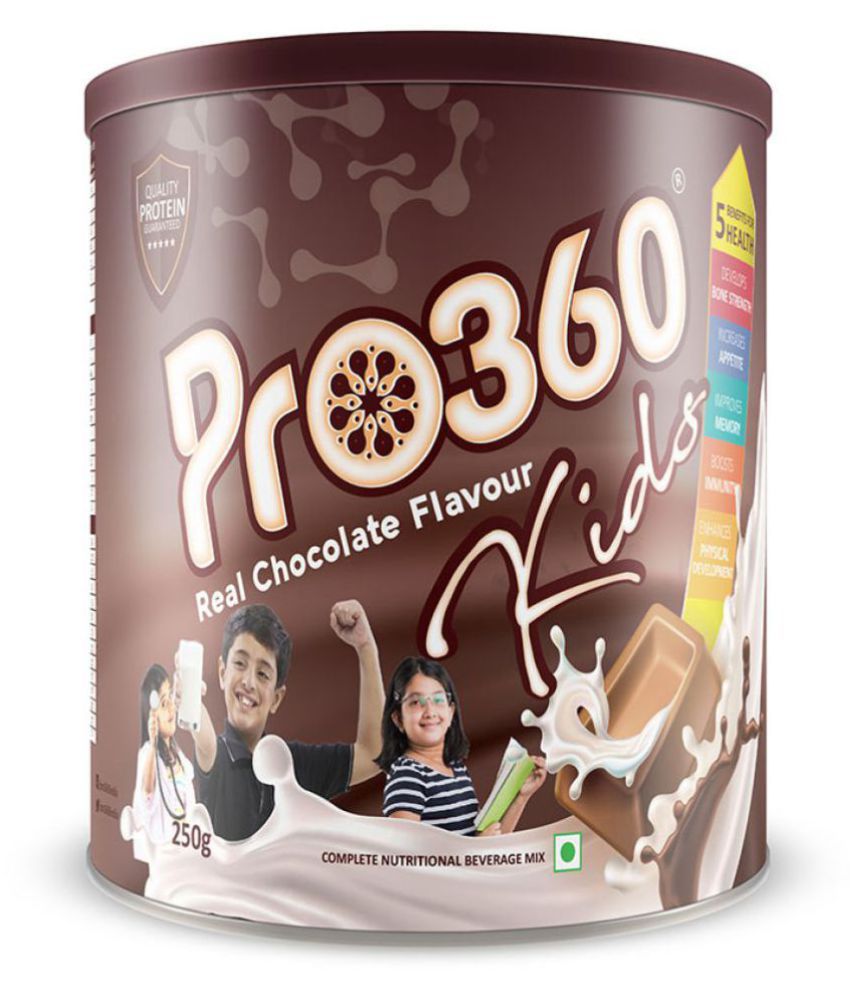 QUALITY
PROTEIN
GUARANTEED
®
Pro360
Kids
Real Chocolate Flavour
5 BENEFITS FOR
HEALTH
DEVELOPS
BONE STRENGTH
INCREASES
APPETITE
IMPROVES
MEMORY
BOOSTS
IMMUNITY
ENHANCES
PHYSICAL
DEVELOPMENT
250g
COMPLETE NUTRITIONAL BEVERAGE MIX